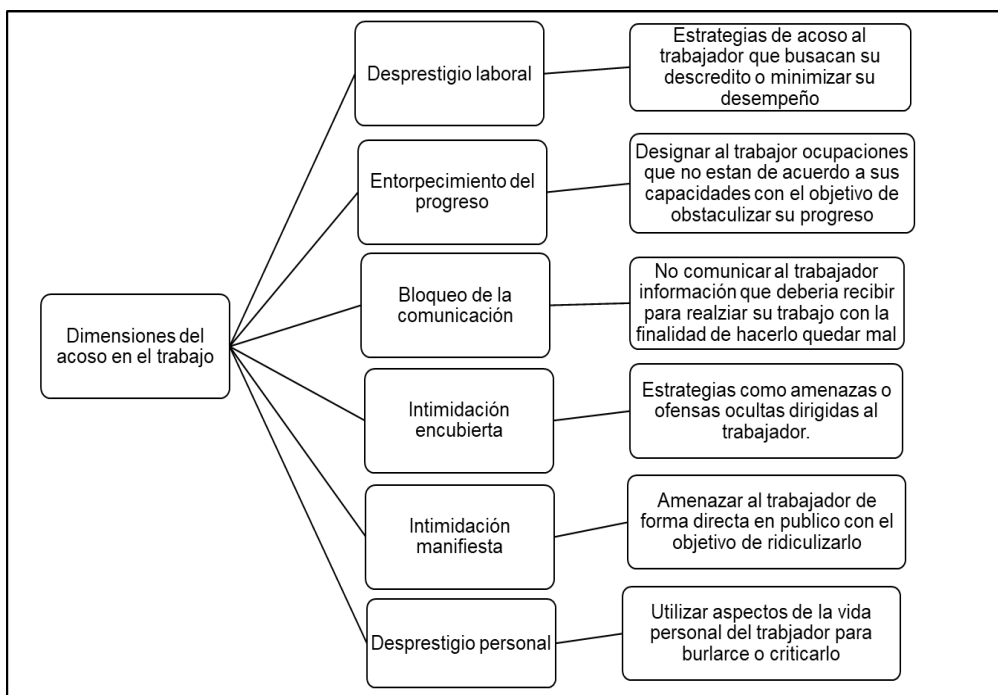 Dimensiones del
acoso en el trabajo
Desprestigio laboral
Estrategias de acoso al
trabajador que busacan su
descredito o minimizar su
desempeño
Entorpecimiento del
progreso
Designar al trabajor ocupaciones
que no estan de acuerdo a sus
capacidades con el objetivo de
obstaculizar su progreso
Bloqueo de la
comunicación
No comunicar al trabajador
información que deberia recibir
para realziar su trabajo con la
finalidad de hacerlo quedar mal
Intimidación
encubierta
Estrategias como amenazas o
ofensas ocultas dirigidas al
trabajador.
Intimidación
manifiesta
Amenazar al trabajador de
forma directa en publico con el
objetivo de ridiculizarlo
Desprestigio personal
Utilizar aspectos de la vida
personal del trabjador para
burlarce o criticarlo